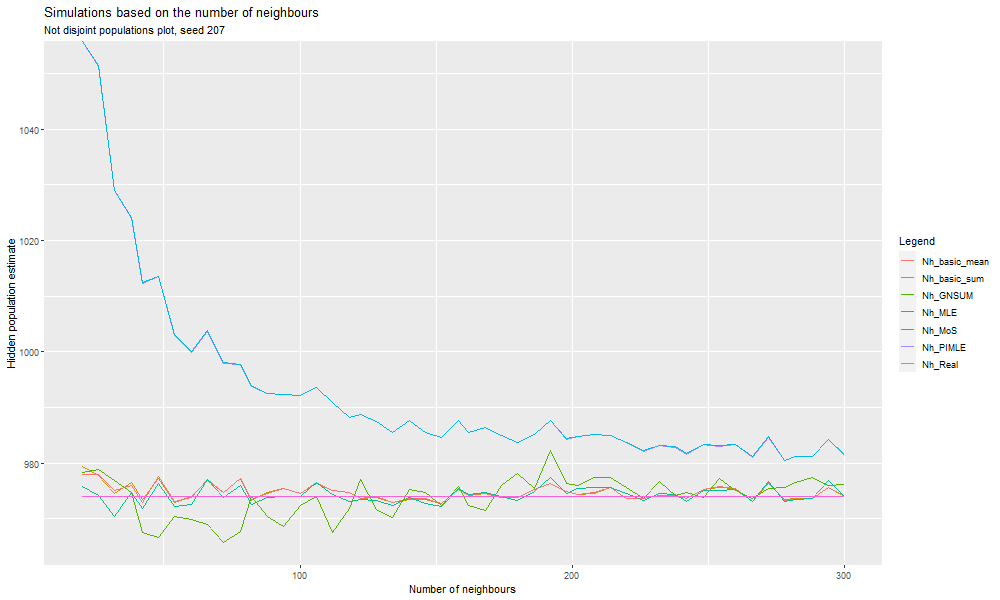 Simulations based on the number of neighbours
Not disjoint populations plot, seed 207
Hidden population estimate
1040
1020
1000
980
100
200
300
Number of neighbours
Legend
Nh_basic_mean
Nh_basic_sum
Nh_GNSUM
Nh_MLE
Nh_MoS
Nh_PIMLE
Nh_Real